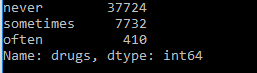 never 37724
sometimes 7732
often 410
Name: drugs, dtype: int64